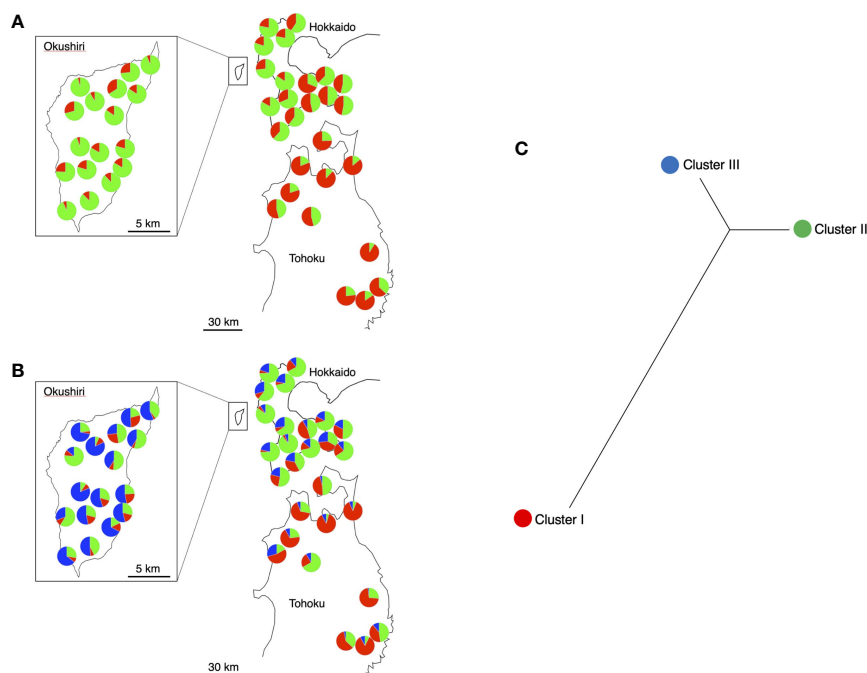 A
Hokkaido
Okushiri
5 km
Tohoku
30 km
B
Hokkaido
Okushiri
5 km
Tohoku
30 km
C
Cluster III
Cluster II
Cluster I